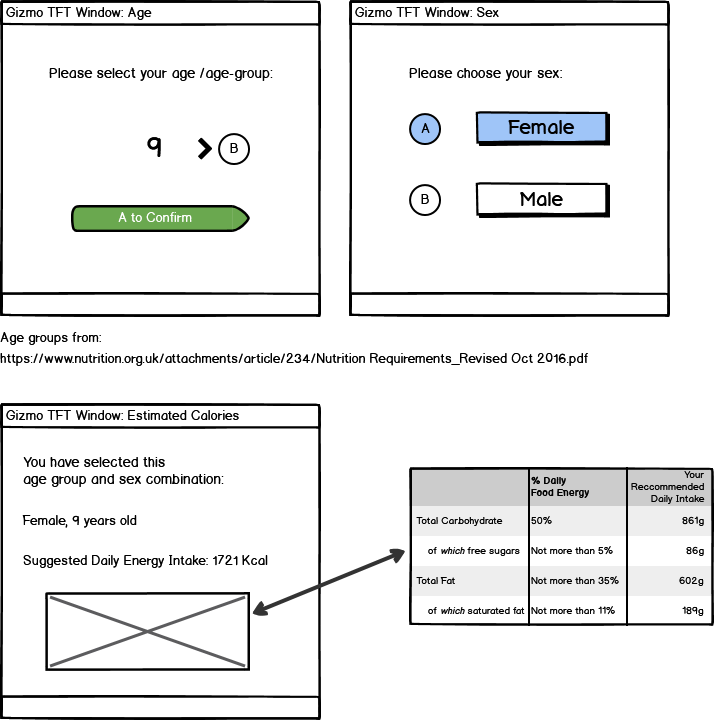 Gizmo TFT Window: Age
Please select your age /age-group:
9
B
A to Confirm
Gizmo TFT Window: Sex
Please choose your sex:
A
Female
B
Male
Age groups from:
https://www.nutrition.org.uk/attachments/article/234/Nutrition Requirements_Revised Oct 2016.pdf
Gizmo TFT Window: Estimated Calories
You have selected this
age group and sex combination:
Female, 9 years old
Suggested Daily Energy Intake: 1721 Kcal
% Daily
Food Energy
Your
Reccommended
Daily Intake
Total Carbohydrate 50% 861g
of which free sugars Not more than 5% 86g
Total Fat Not more than 35% 602g
of which saturated fat Not more than 11% 189g